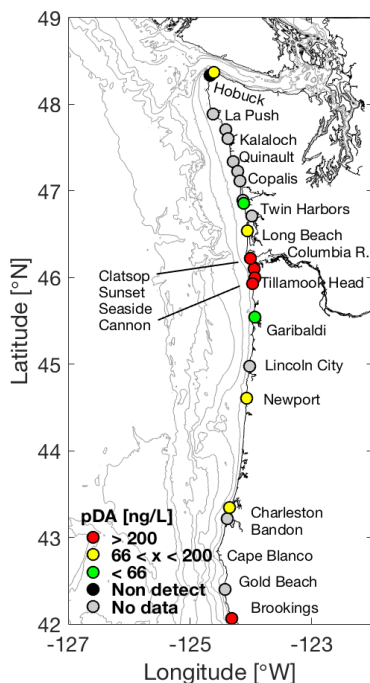 49
48
47
46
45
44
43
42
Latitude [°N]
Hobuck
La Push
Kalaloch
Quinault
Copalis
Twin Harbors
Long Beach
Columbia R.
Clatsop
Sunset
Seaside
Cannon
Tillamook Head
Garibaldi
Lincoln City
Newport
Charleston
Bandon
Cape Blanco
Gold Beach
Brookings
pDA [ng/L]
> 200
66 < x < 200
< 66
Non detect
No data
-127 -126 -125 -124 -123
Longitude [°W]